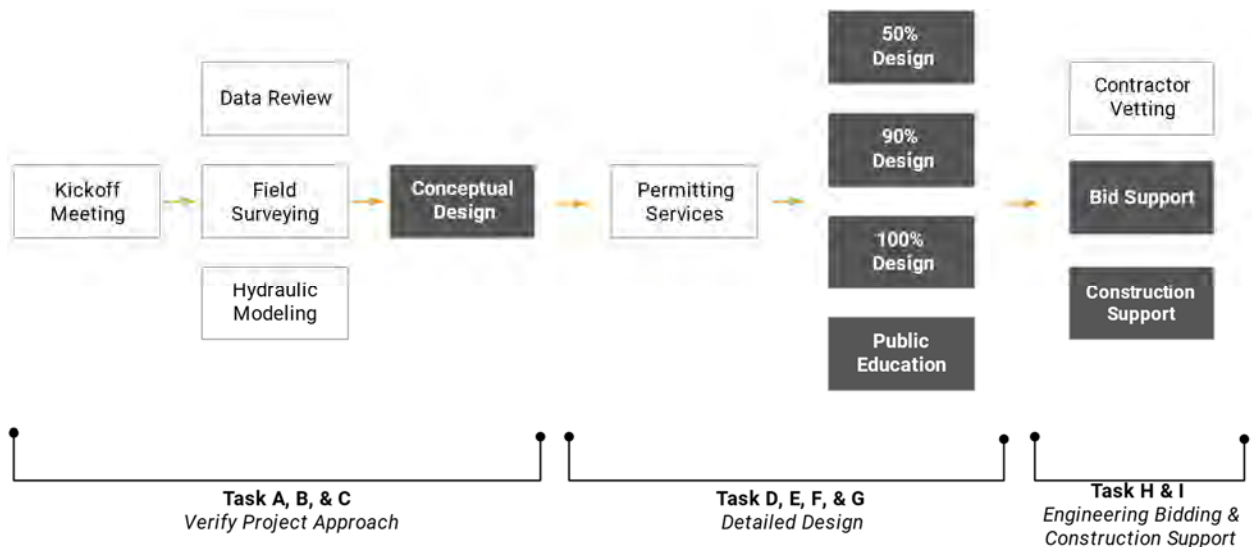 Kickoff
Meeting
Data Review
Field
Surveying
Hydraulic
Modeling
Conceptual
Design
Permitting
Services
50%
Design
90%
Design
100%
Design
Public
Education
Contractor
Vetting
Bid Support
Construction
Support
Task A, B, & C
Verify Project Approach
Task D, E, F, & G
Detailed Design
Task H & I
Engineering Bidding &
Construction Support